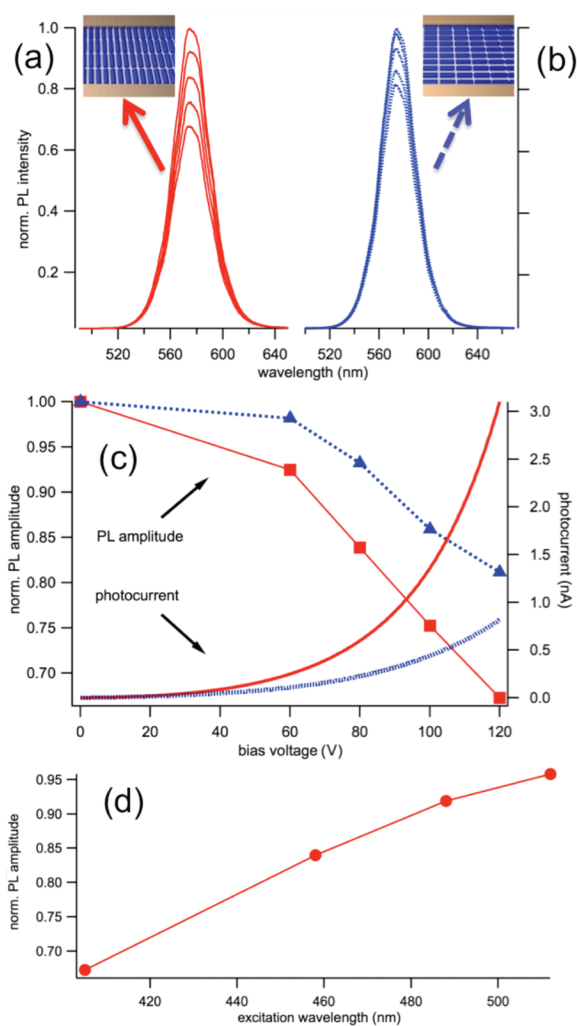 (a)
(b)
norm. PL intensity
1.0
0.8
0.6
0.4
0.2
520 560 600 640
520 560 600 640
wavelength (nm)
(c)
norm. PL amplitude
1.00
0.95
0.90
0.85
0.80
0.75
0.70
PL amplitude
photocurrent
photocurrent (nA)
3.0
2.5
2.0
1.5
1.0
0.5
0.0
0 20 40 60 80 100 120
bias voltage (V)
(d)
norm. PL amplitude
0.95
0.90
0.85
0.80
0.75
0.70
420 440 460 480 500
excitation wavelength (nm)